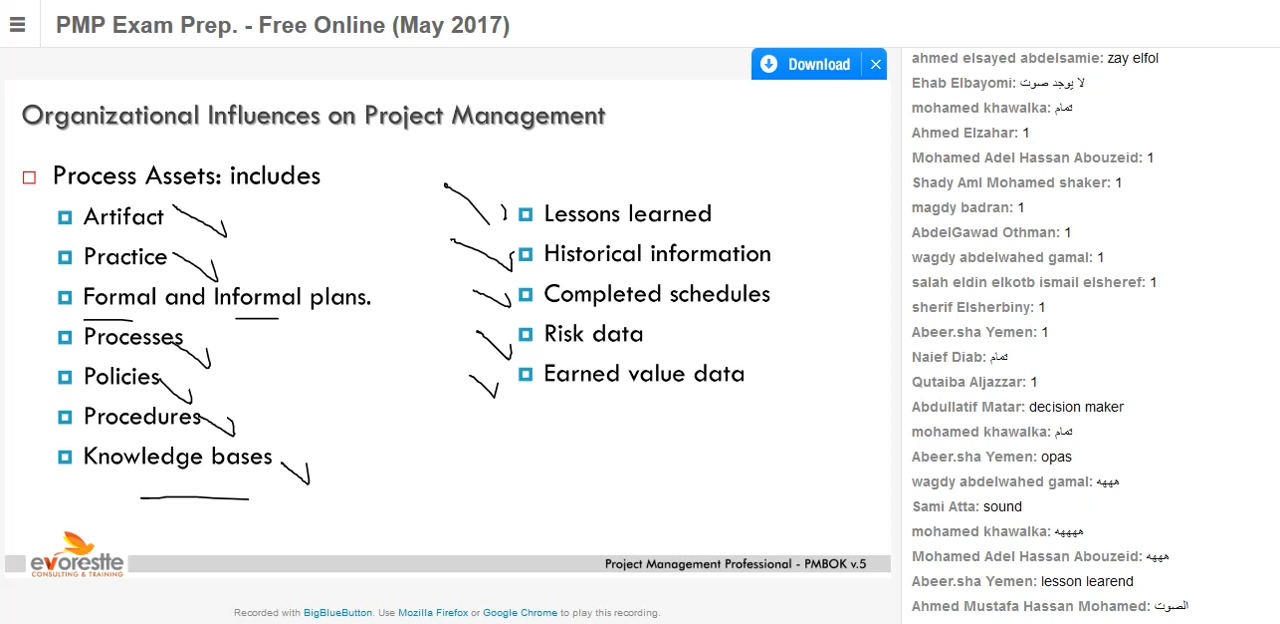 PMP Exam Prep. - Free Online (May 2017)
Download
Organizational Influences on Project Management
Process Assets: includes
Artifact
Practice
Formal and Informal plans.
Processes
Policies
Procedures
Knowledge bases
Lessons learned
Historical information
Completed schedules
Risk data
Earned value data
evorestte
CONSULTING & TRAINING
Project Management Professional - PMBOK v.5
Recorded with BigBlueButton. Use Mozilla Firefox or Google Chrome to play this recording.
ahmed elsayed abdelsamie: zay elfol
Ehab Elbayomi: لا يوجد صوت
mohamed khawalka: تمام
Ahmed Elzahar: 1
Mohamed Adel Hassan Abouzeid: 1
Shady Aml Mohamed shaker: 1
magdy badran: 1
AbdelGawad Othman: 1
wagdy abdelwahed gamal: 1
salah eldin elkotb ismail elsheref: 1
sherif Elsherbiny: 1
Abeer.sha Yemen: 1
Naief Diab: تمام
Qutaiba Aljazzar: 1
Abdullatif Matar: decision maker
mohamed khawalka: تمام
Abeer.sha Yemen: opas
wagdy abdelwahed gamal: هههه
Sami Atta: sound
mohamed khawalka: ههههه
Mohamed Adel Hassan Abouzeid: هههه
Abeer.sha Yemen: lesson learend
Ahmed Mustafa Hassan Mohamed: الصوت